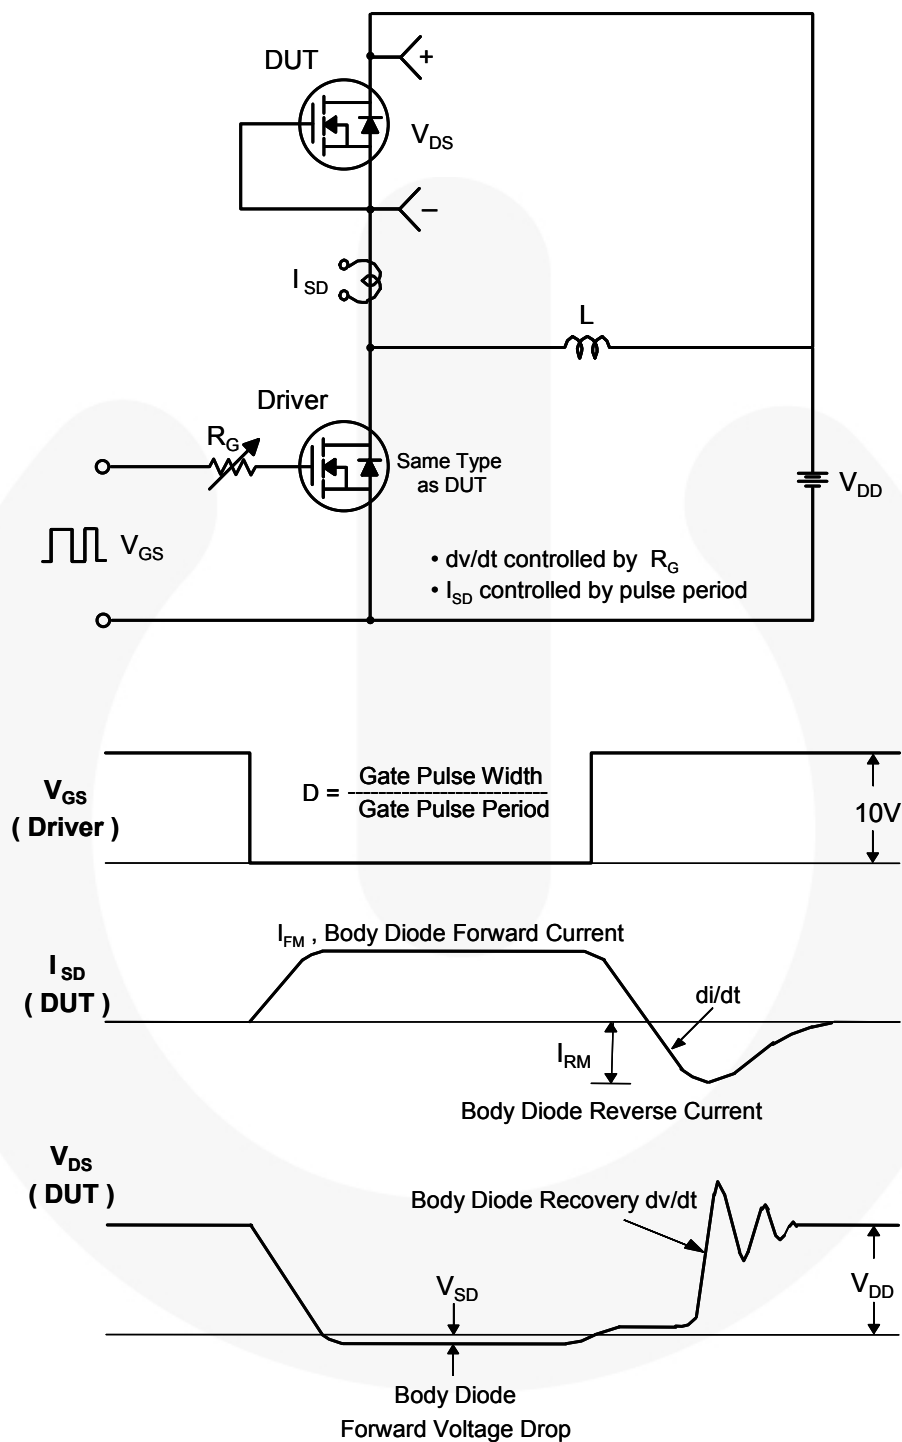 DUT
+
V_DS
–
I_SD
L
Driver
R_G
Same Type
as DUT
V_DD
V_GS
• dv/dt controlled by R_G
• I_SD controlled by pulse period
V_GS
( Driver )
D = Gate Pulse Width
Gate Pulse Period
10V
I_FM , Body Diode Forward Current
I_SD
( DUT )
di/dt
I_RM
Body Diode Reverse Current
V_DS
( DUT )
Body Diode Recovery dv/dt
V_SD
V_DD
Body Diode
Forward Voltage Drop